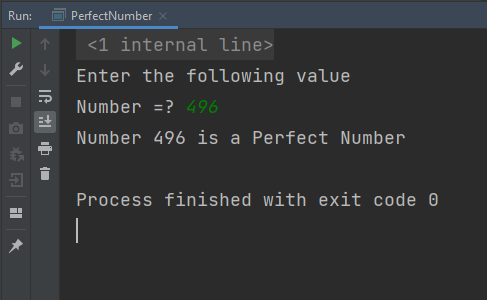 Run: PerfectNumber
<1 internal line>
Enter the following value
Number =? 496
Number 496 is a Perfect Number
Process finished with exit code 0